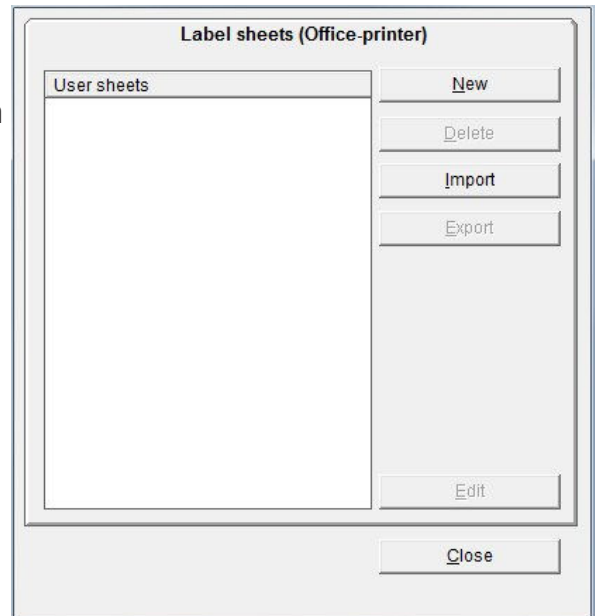 Label sheets (Office-printer)
User sheets
New
Delete
Import
Export
Edit
Close